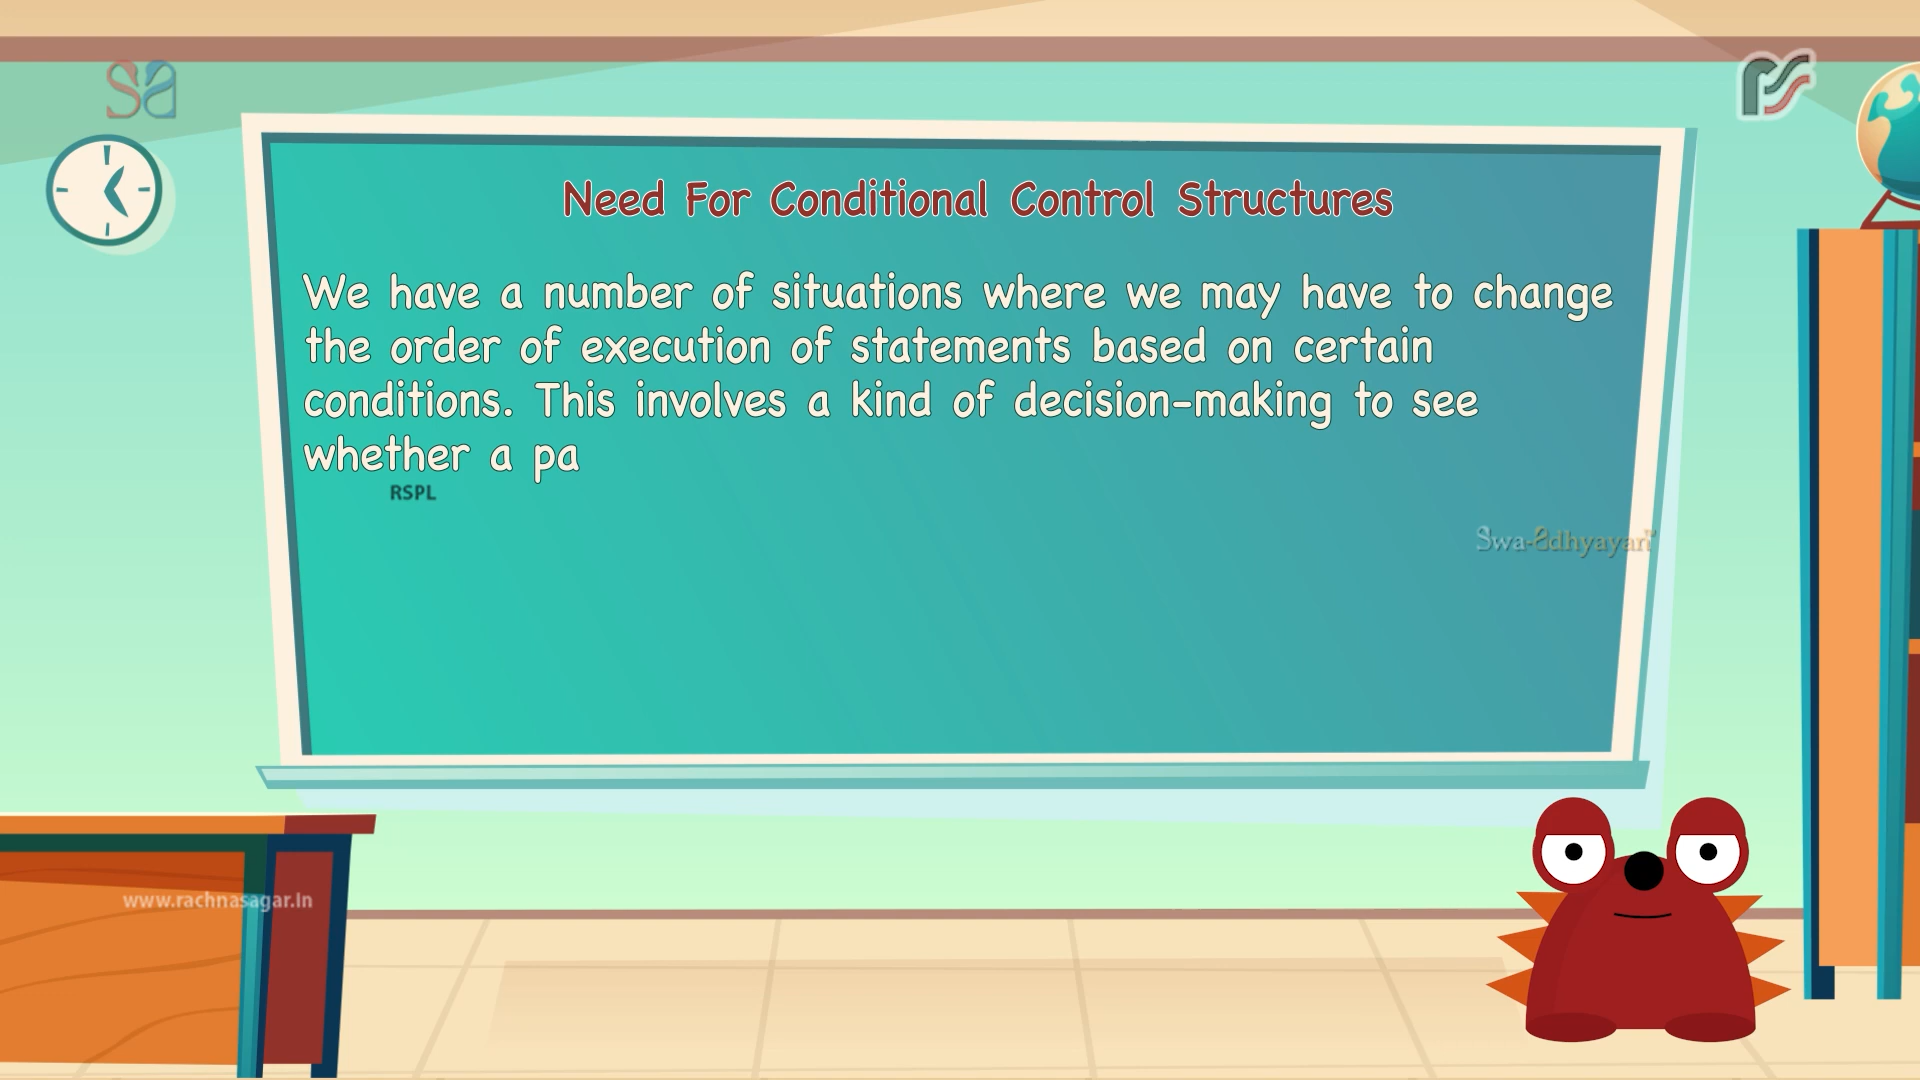 sa
rs
Need For Conditional Control Structures
We have a number of situations where we may have to change
the order of execution of statements based on certain
conditions. This involves a kind of decision-making to see
whether a pa
RSPL
Swa-Adhyayan
www.rachnasagar.in